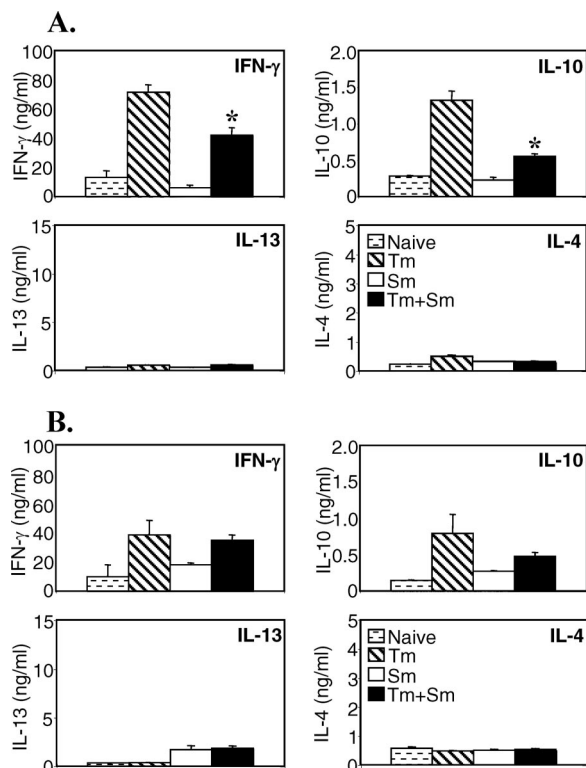 A.
IFN-γ
IFN-γ (ng/ml)
100
80
60
40
20
0
*
IL-10
IL-10 (ng/ml)
2.0
1.5
1.0
0.5
0
*
IL-13
IL-13 (ng/ml)
15
10
5
0
IL-4
IL-4 (ng/ml)
5
4
3
2
1
0
Naive
Tm
Sm
Tm+Sm
B.
IFN-γ
IFN-γ (ng/ml)
100
80
60
40
20
0
IL-10
IL-10 (ng/ml)
2.0
1.5
1.0
0.5
0
IL-13
IL-13 (ng/ml)
15
10
5
0
IL-4
IL-4 (ng/ml)
5
4
3
2
1
0
Naive
Tm
Sm
Tm+Sm